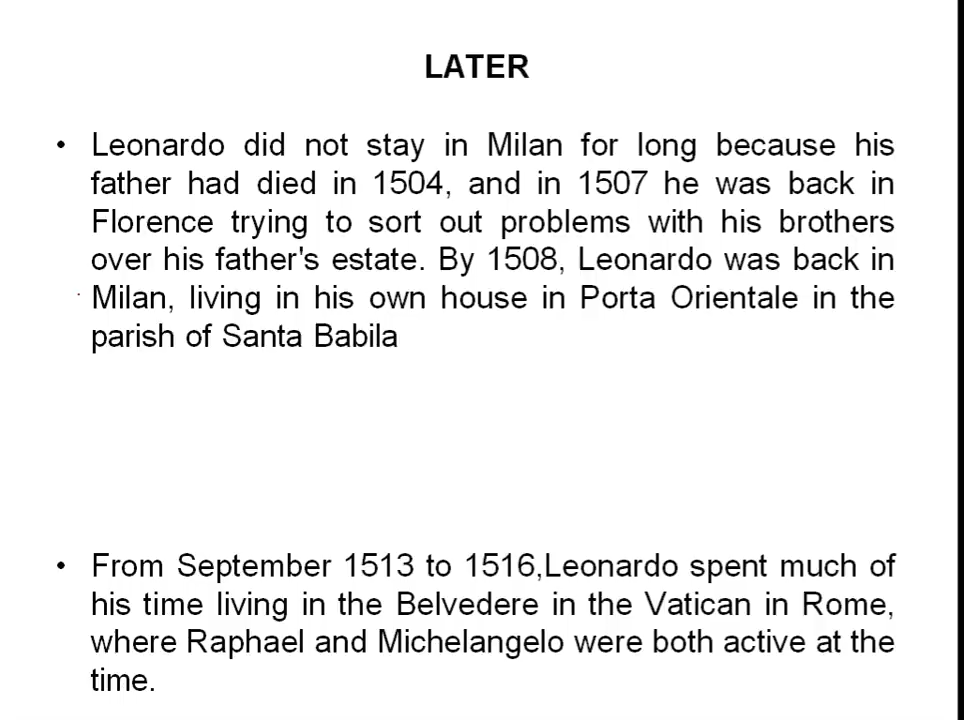 LATER
• Leonardo did not stay in Milan for long because his
father had died in 1504, and in 1507 he was back in
Florence trying to sort out problems with his brothers
over his father's estate. By 1508, Leonardo was back in
Milan, living in his own house in Porta Orientale in the
parish of Santa Babila
• From September 1513 to 1516,Leonardo spent much of
his time living in the Belvedere in the Vatican in Rome,
where Raphael and Michelangelo were both active at the
time.